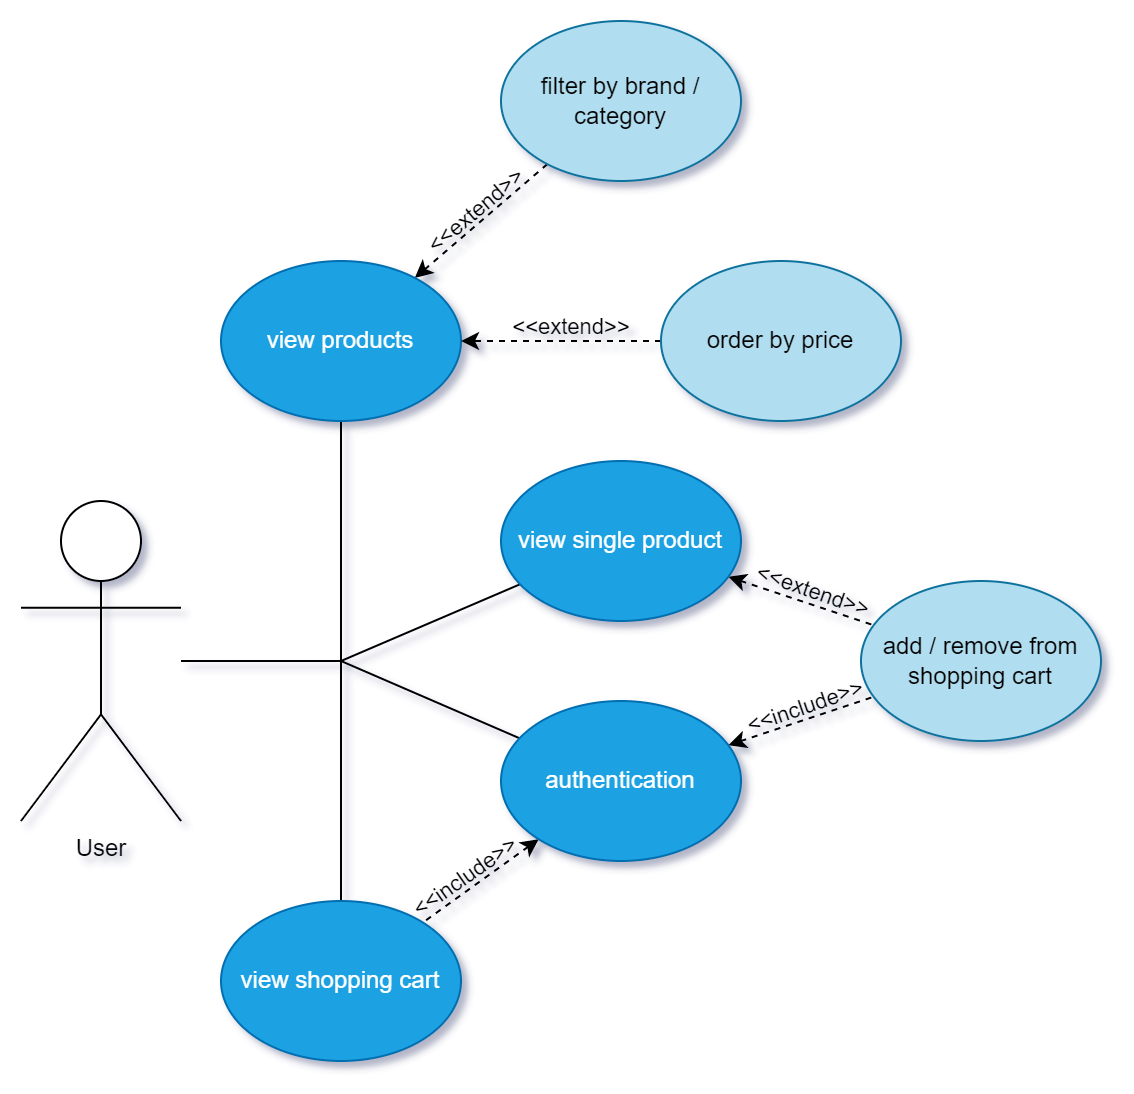 filter by brand /
category
<<extend>>
view products
<<extend>>
order by price
view single product
<<extend>>
add / remove from
shopping cart
<<include>>
authentication
User
<<include>>
view shopping cart